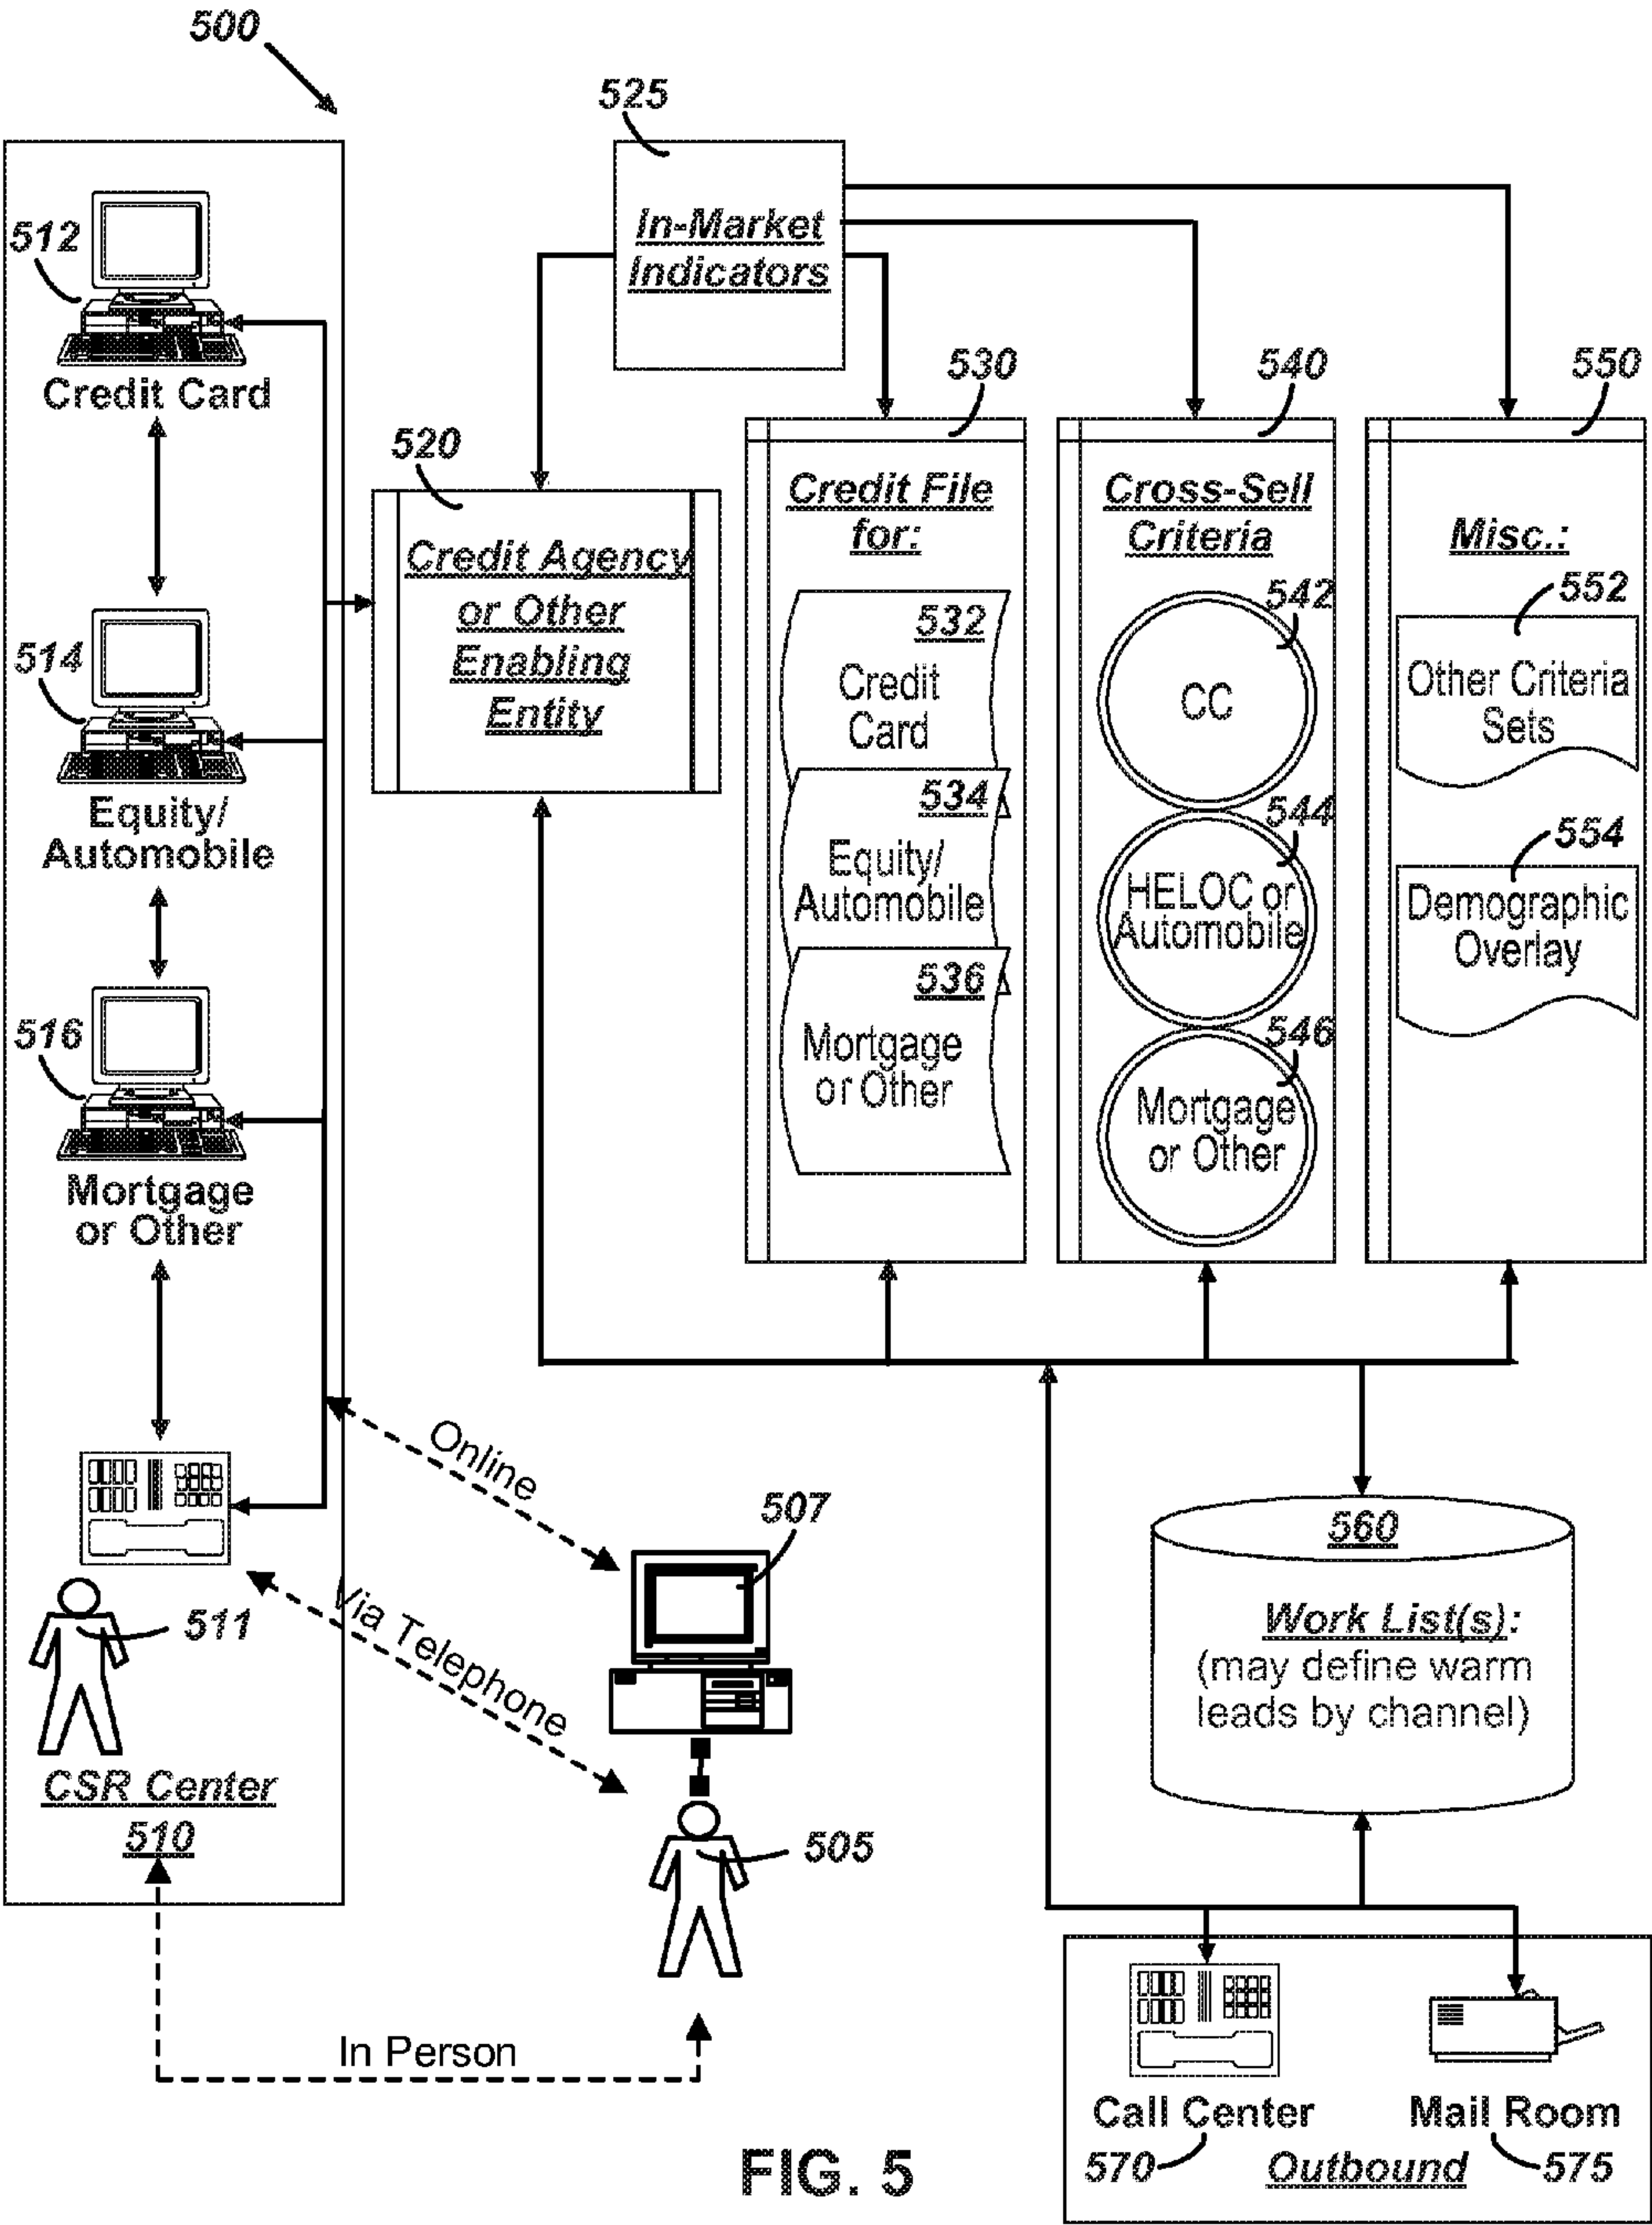 500
525
In-Market
Indicators
512
Credit Card
514
Equity/
Automobile
516
Mortgage
or Other
511
CSR Center
510
520
Credit Agency
or Other
Enabling
Entity
530
Credit File
for:
532
Credit
Card
534
Equity/
Automobile
536
Mortgage
or Other
540
Cross-Sell
Criteria
542
CC
544
HELOC or
Automobile
546
Mortgage
or Other
550
Misc.:
552
Other Criteria
Sets
554
Demographic
Overlay
Online
507
Via Telephone
505
In Person
560
Work List(s):
(may define warm
leads by channel)
Call Center
Mail Room
570
Outbound
575
FIG. 5